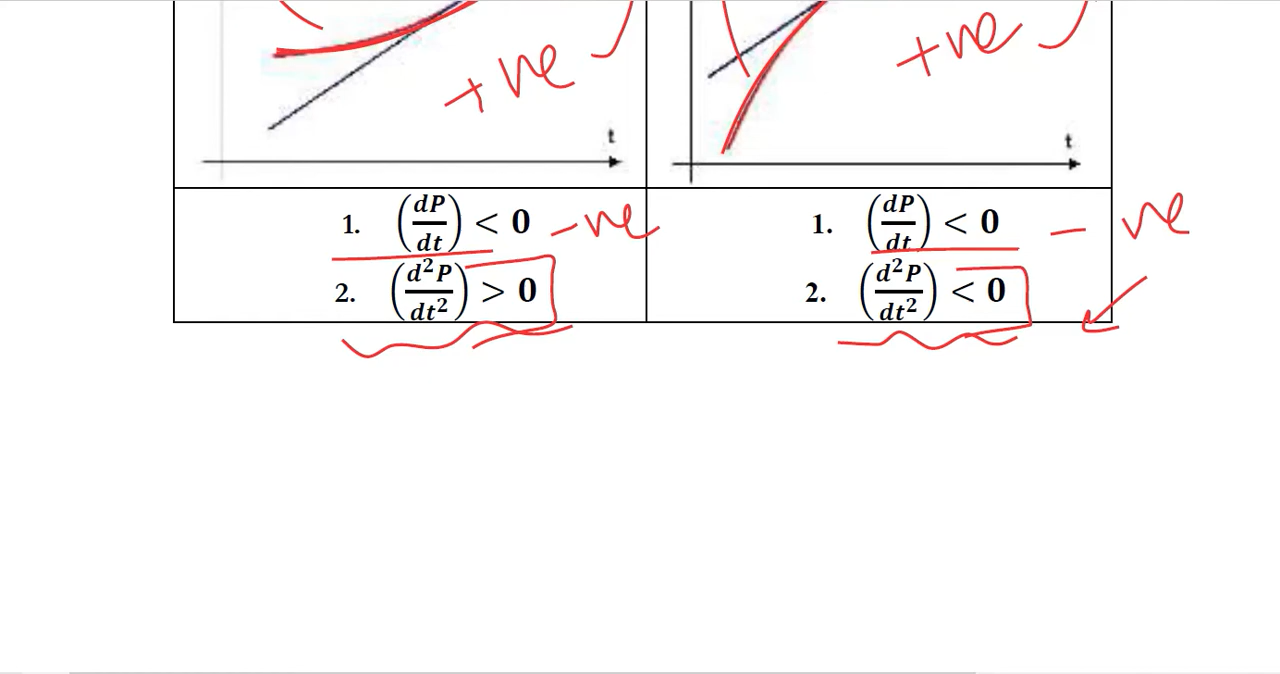 +ve
+ve
t
t
1. (dP/dt) < 0 -ve
1. (dP/dt) < 0 - ve
2. (d²P/dt²) > 0
2. (d²P/dt²) < 0